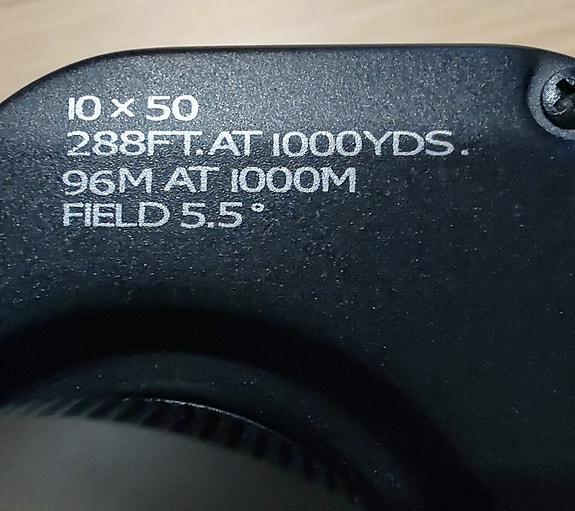 10 × 50
288FT. AT 1000YDS.
96M AT 1000M
FIELD 5.5°